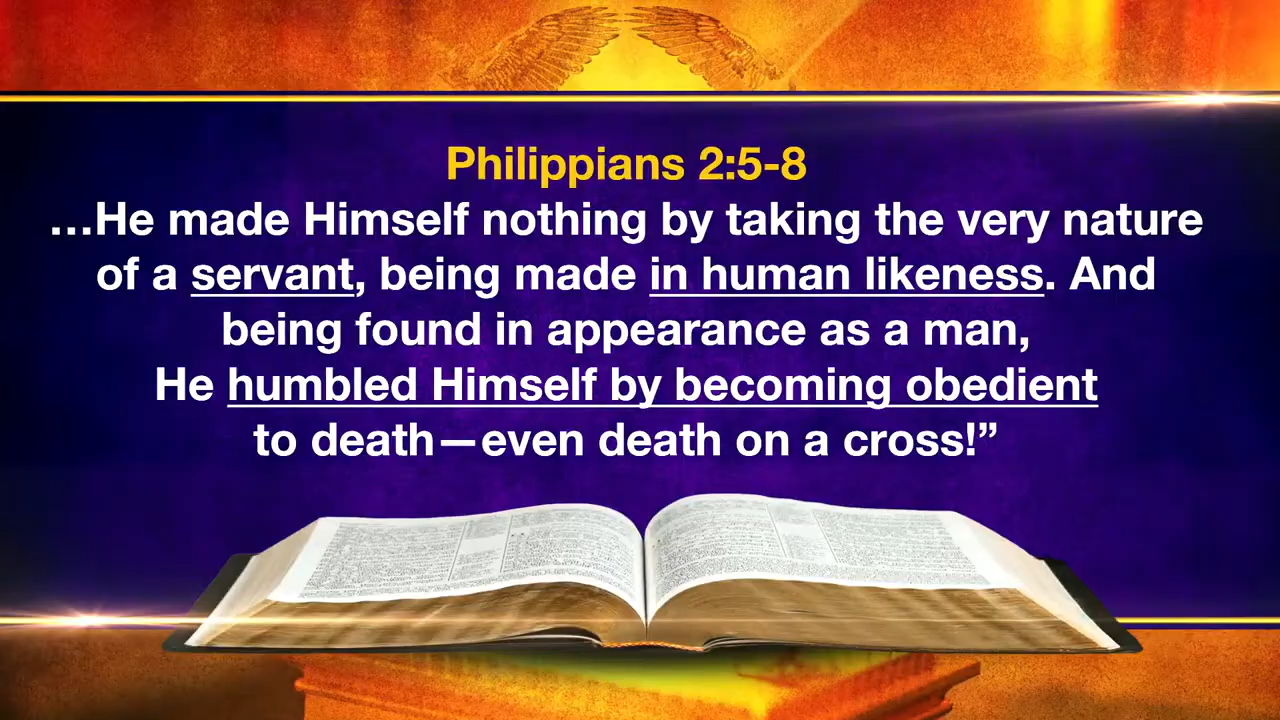 Philippians 2:5-8
…He made Himself nothing by taking the very nature
of a servant, being made in human likeness. And
being found in appearance as a man,
He humbled Himself by becoming obedient
to death—even death on a cross!”